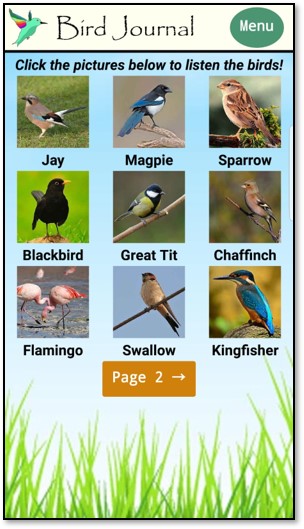 Bird Journal Menu
Click the pictures below to listen the birds!
Jay Magpie Sparrow
Blackbird Great Tit Chaffinch
Flamingo Swallow Kingfisher
Page 2 →